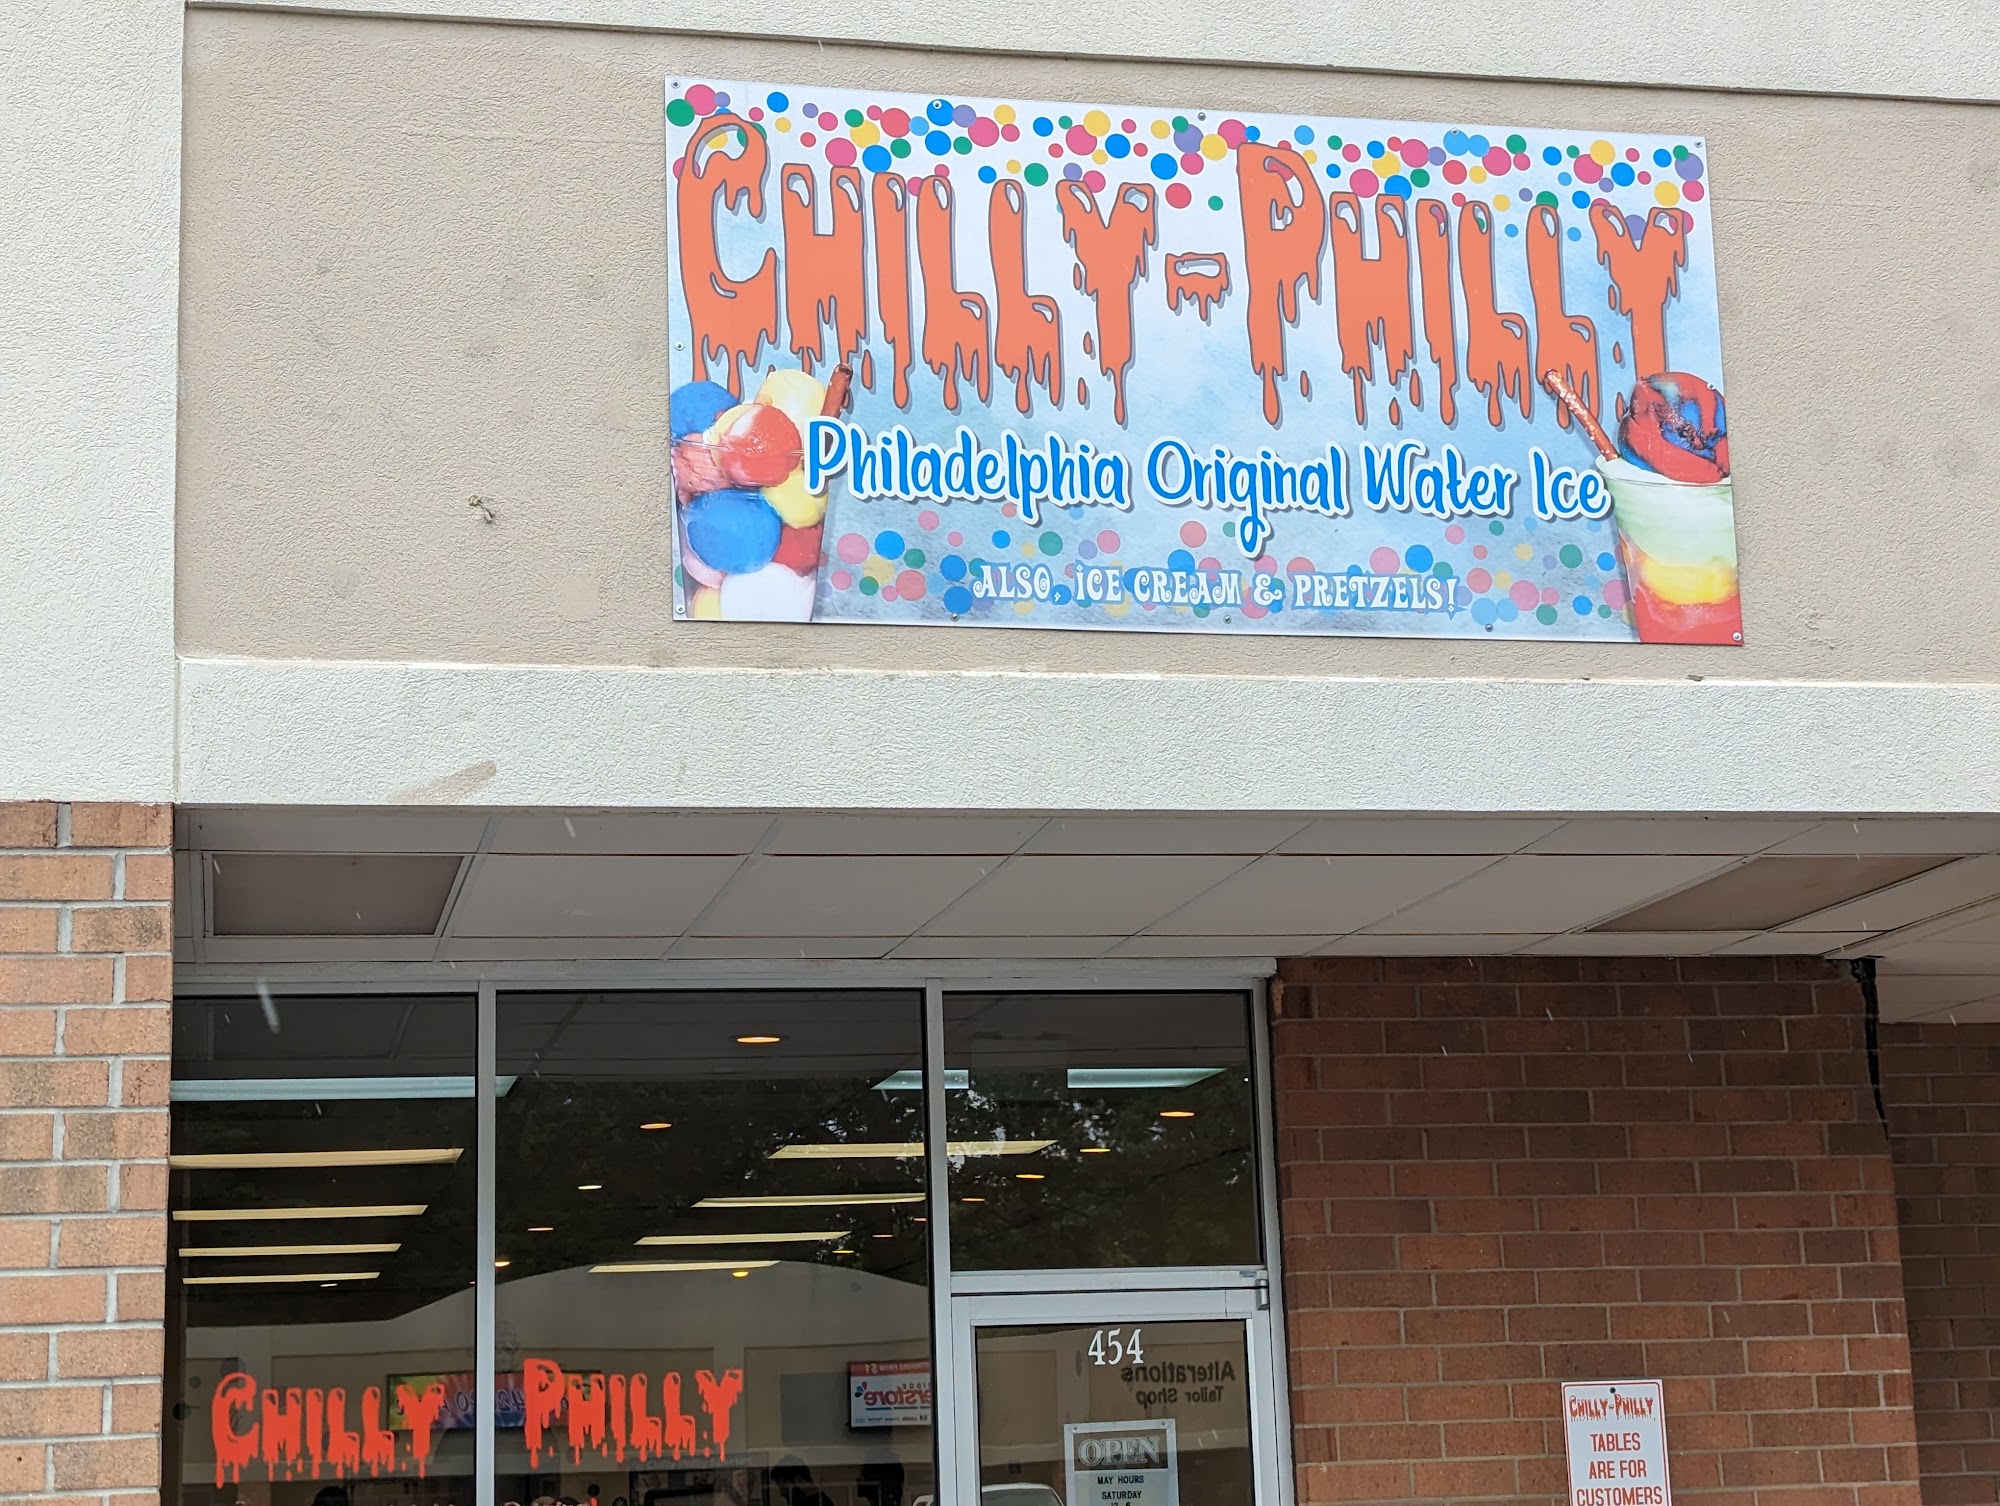 CHILLY-PHILLY
Philadelphia Original Water Ice
ALSO, ICE CREAM & PRETZELS!
CHILLY PHILLY
454
Alterations
Tailor Shop
OPEN
MAY HOURS
SATURDAY
CHILLY-PHILLY
TABLES
ARE FOR
CUSTOMERS